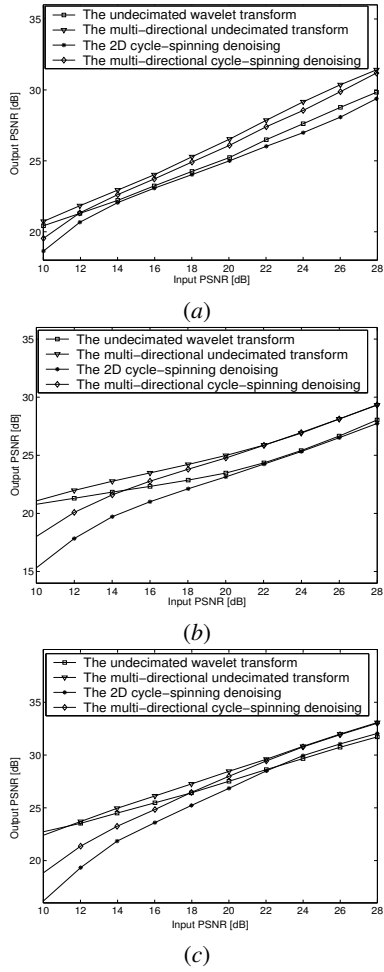 The undecimated wavelet transform
The multi−directional undecimated transform
The 2D cycle−spinning denoising
The multi−directional cycle−spinning denoising
Output PSNR [dB]
35
30
25
20
10 12 14 16 18 20 22 24 26 28
Input PSNR [dB]
(a)
The undecimated wavelet transform
The multi−directional undecimated transform
The 2D cycle−spinning denoising
The multi−directional cycle−spinning denoising
Output PSNR [dB]
35
30
25
20
15
10 12 14 16 18 20 22 24 26 28
Input PSNR [dB]
(b)
The undecimated wavelet transform
The multi−directional undecimated transform
The 2D cycle−spinning denoising
The multi−directional cycle−spinning denoising
Output PSNR [dB]
35
30
25
20
10 12 14 16 18 20 22 24 26 28
Input PSNR [dB]
(c)